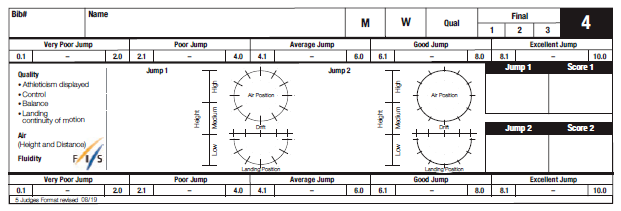 Bib#
Name
M W Qual Final 4
1 2 3
Very Poor Jump Poor Jump Average Jump Good Jump Excellent Jump
0.1 – 2.0 2.1 – 4.0 4.1 – 6.0 6.1 – 8.0 8.1 – 10.0
Quality
• Athleticism displayed
• Control
• Balance
• Landing
continuity of motion
Air
(Height and Distance)
Fluidity
FIS
Jump 1
Height
High
Medium
Low
Air Position
Drift
Landing Position
Jump 2
Height
High
Medium
Low
Air Position
Drift
Landing Position
Jump 1 Score 1
Jump 2 Score 2
Very Poor Jump Poor Jump Average Jump Good Jump Excellent Jump
0.1 – 2.0 2.1 – 4.0 4.1 – 6.0 6.1 – 8.0 8.1 – 10.0
5 Judges Format revised 08/19